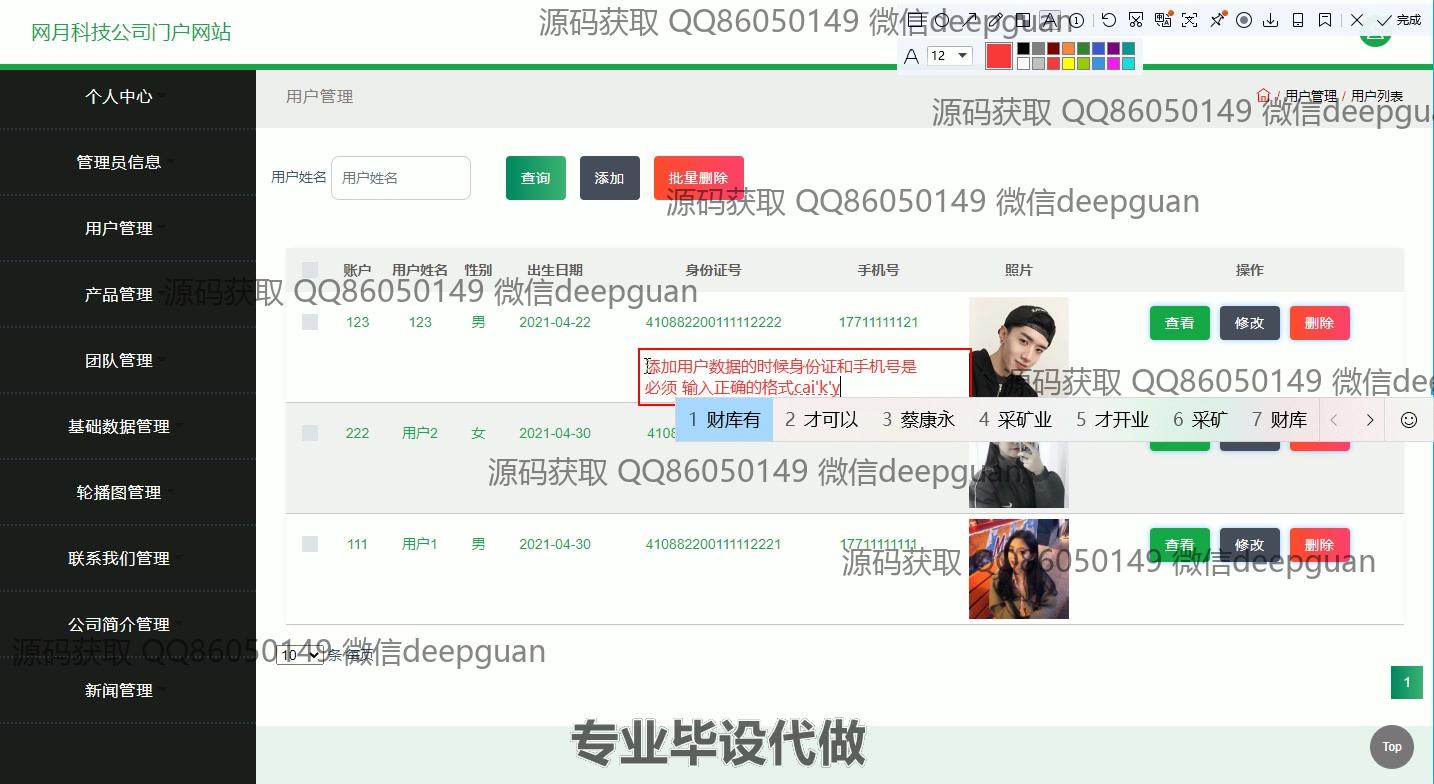 网月科技公司门户网站
源码获取 QQ86050149 微信deepguan
完成
A 12
个人中心
管理员信息
用户管理
产品管理
团队管理
基础数据管理
轮播图管理
联系我们管理
公司简介管理
新闻管理
用户管理
/ 用户管理 / 用户列表
源码获取 QQ86050149 微信deepgu
用户姓名 用户姓名 查询 添加 批量删除
源码获取 QQ86050149 微信deepguan
账户 用户姓名 性别 出生日期 身份证号 手机号 照片 操作
源码获取 QQ86050149 微信deepguan
123 123 男 2021-04-22 410882200111112222 17711111121 查看 修改 删除
添加用户数据的时候身份证和手机号是
必须 输入正确的格式cai'k'y
源码获取 QQ86050149 微信dee
1 财库有 2 才可以 3 蔡康永 4 采矿业 5 才开业 6 采矿 7 财库
222 用户2 女 2021-04-30 4108
源码获取 QQ86050149 微信deepguan
111 用户1 男 2021-04-30 410882200111112221 17711111111 查看 修改 删除
源码获取 QQ86050149 微信deepguan
源码获取 QQ86050149 微信deepguan
10 条 每页
1
专业毕设代做
Top